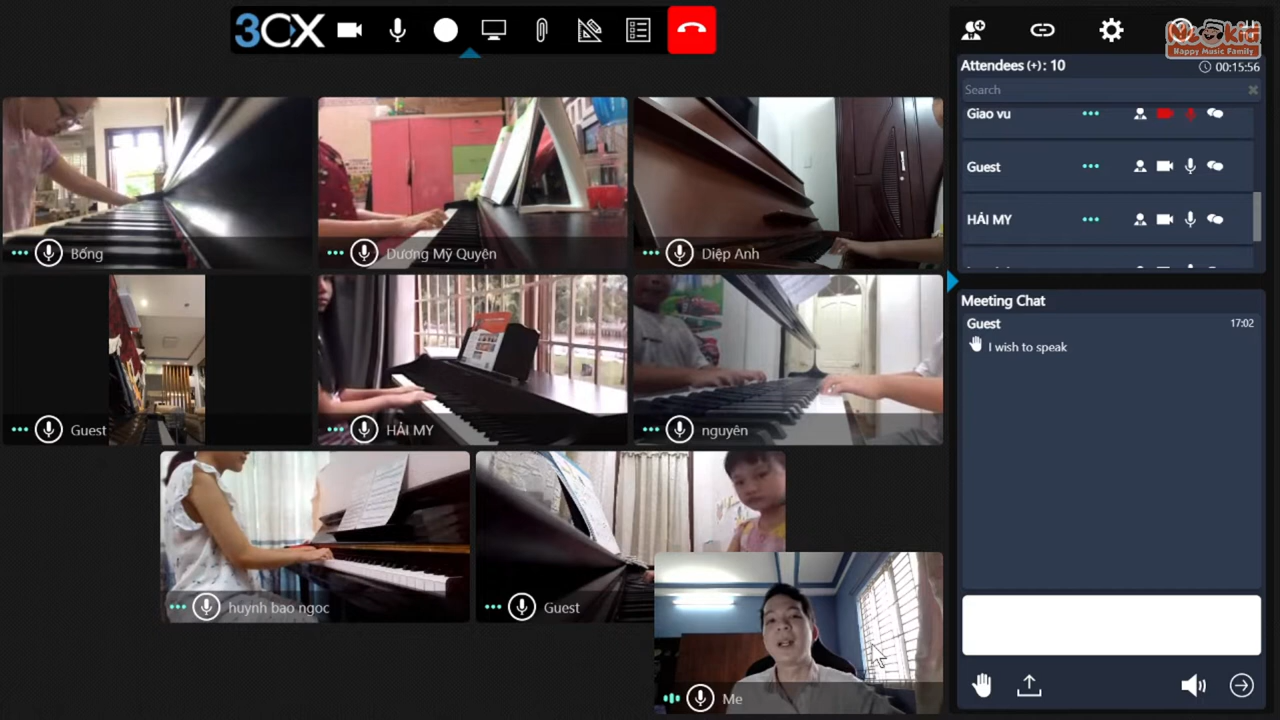 3CX
Neokid
Happy Music Family
Attendees (+): 10
00:15:56
Search
Giao vu
Guest
HẢI MY
Bống
Dương Mỹ Quyên
Diệp Anh
Guest
HẢI MY
nguyên
huynh bao ngoc
Guest
Me
Meeting Chat
Guest
17:02
I wish to speak